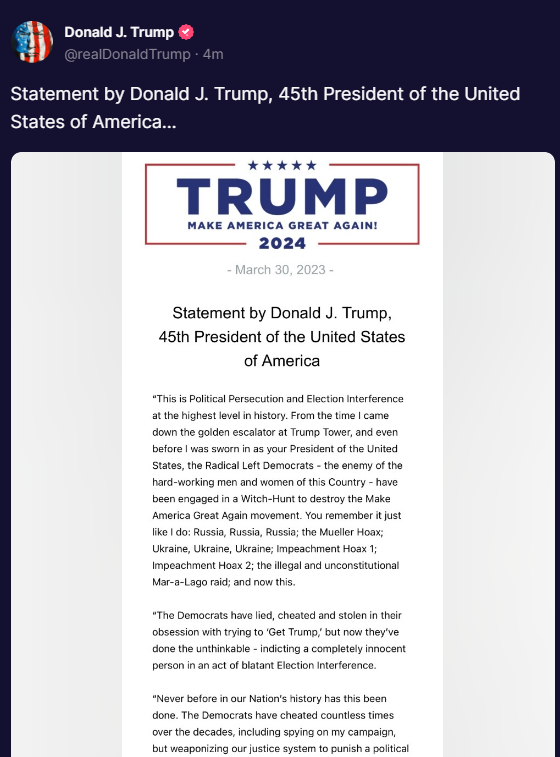 Donald J. Trump
@realDonaldTrump · 4m
Statement by Donald J. Trump, 45th President of the United
States of America...
TRUMP
MAKE AMERICA GREAT AGAIN!
2024
- March 30, 2023 -
Statement by Donald J. Trump,
45th President of the United States
of America
“This is Political Persecution and Election Interference
at the highest level in history. From the time I came
down the golden escalator at Trump Tower, and even
before I was sworn in as your President of the United
States, the Radical Left Democrats - the enemy of the
hard-working men and women of this Country - have
been engaged in a Witch-Hunt to destroy the Make
America Great Again movement. You remember it just
like I do: Russia, Russia, Russia; the Mueller Hoax;
Ukraine, Ukraine, Ukraine; Impeachment Hoax 1;
Impeachment Hoax 2; the illegal and unconstitutional
Mar-a-Lago raid; and now this.
“The Democrats have lied, cheated and stolen in their
obsession with trying to ‘Get Trump,’ but now they’ve
done the unthinkable - indicting a completely innocent
person in an act of blatant Election Interference.
“Never before in our Nation’s history has this been
done. The Democrats have cheated countless times
over the decades, including spying on my campaign,
but weaponizing our justice system to punish a political